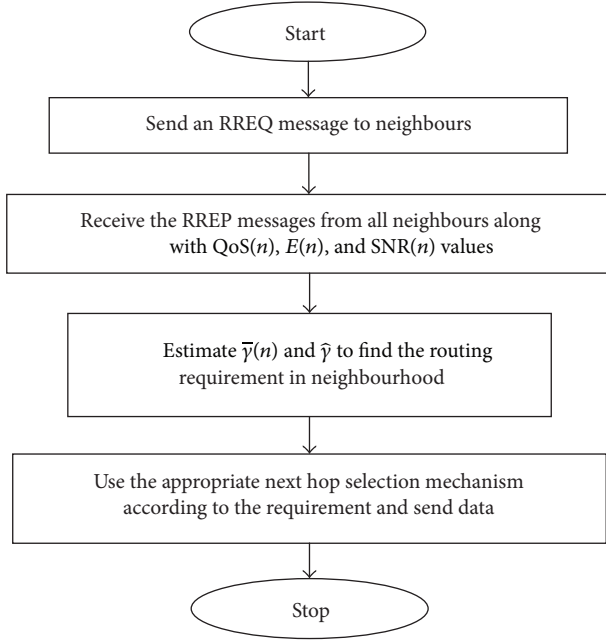 Start
Send an RREQ message to neighbours
Receive the RREP messages from all neighbours along
with QoS(n), E(n), and SNR(n) values
Estimate γ̅(n) and γ̂ to find the routing
requirement in neighbourhood
Use the appropriate next hop selection mechanism
according to the requirement and send data
Stop